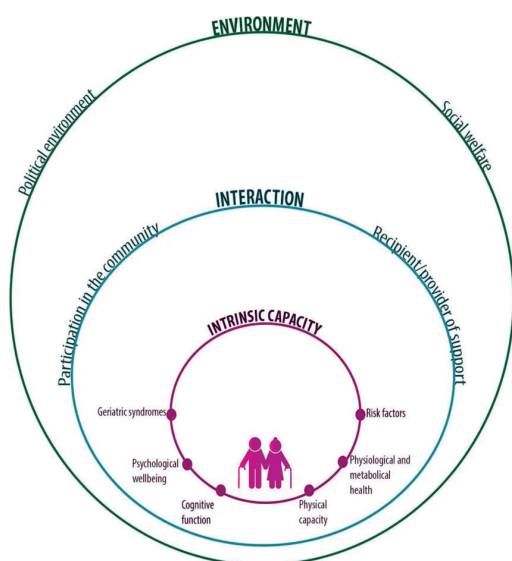 ENVIRONMENT
Political environment
Social welfare
INTERACTION
Participation in the community
Recipient/provider of support
INTRINSIC CAPACITY
Geriatric syndromes
Risk factors
Psychological
wellbeing
Physiological and
metabolical
health
Cognitive
function
Physical
capacity